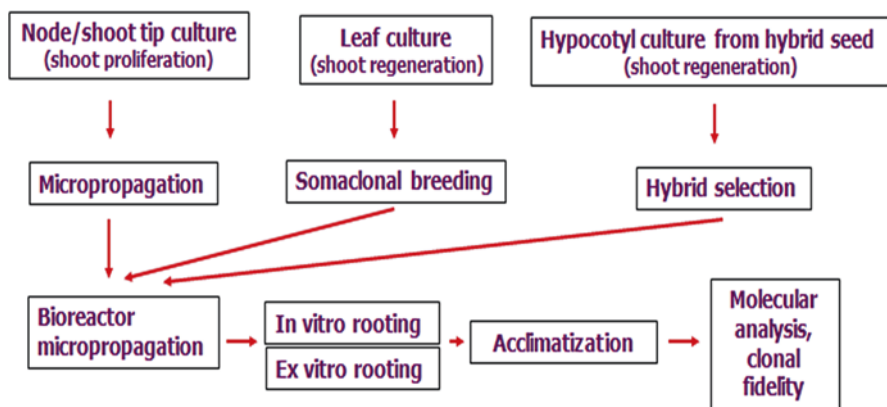 Node/shoot tip culture
(shoot proliferation)
Leaf culture
(shoot regeneration)
Hypocotyl culture from hybrid seed
(shoot regeneration)
Micropropagation
Somaclonal breeding
Hybrid selection
Bioreactor
micropropagation
In vitro rooting
Ex vitro rooting
Acclimatization
Molecular
analysis,
clonal
fidelity